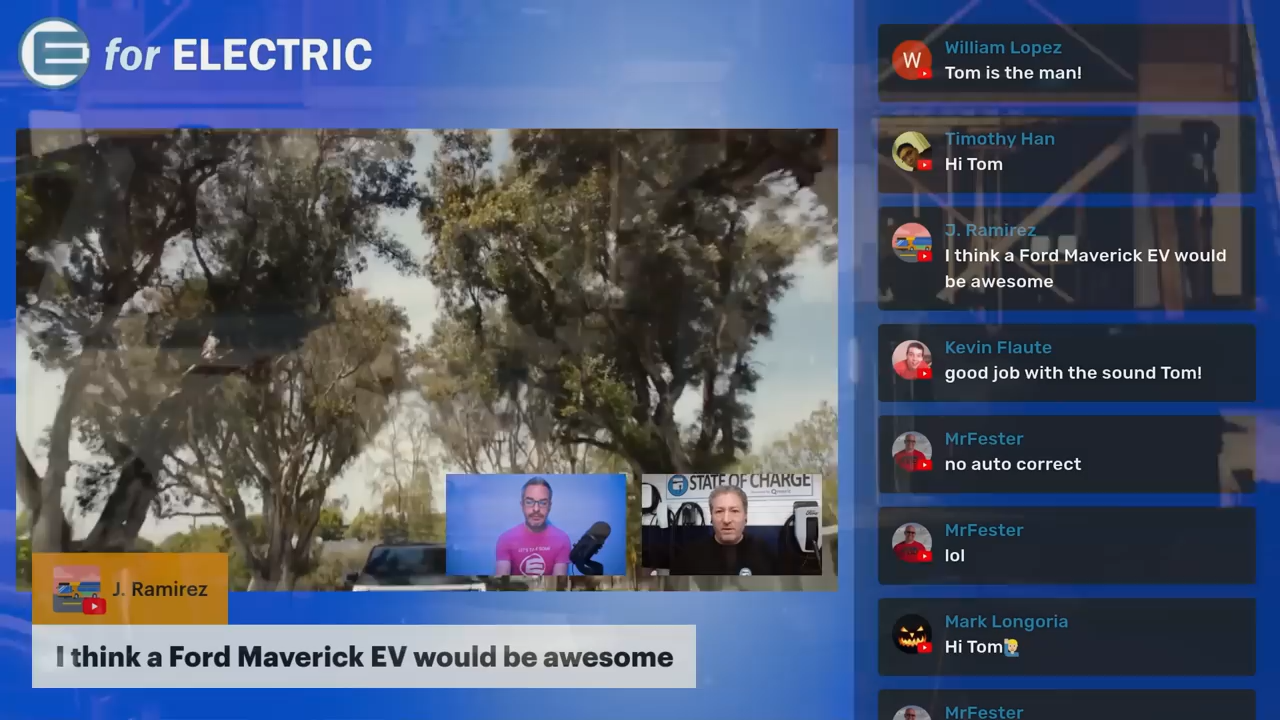 E for ELECTRIC
William Lopez
W
Tom is the man!
Timothy Han
Hi Tom
J. Ramirez
I think a Ford Maverick EV would
be awesome
Kevin Flaute
good job with the sound Tom!
MrFester
no auto correct
MrFester
lol
Mark Longoria
Hi Tom🙋🏼‍♂️
MrFester
STATE OF CHARGE
J. Ramirez
I think a Ford Maverick EV would be awesome